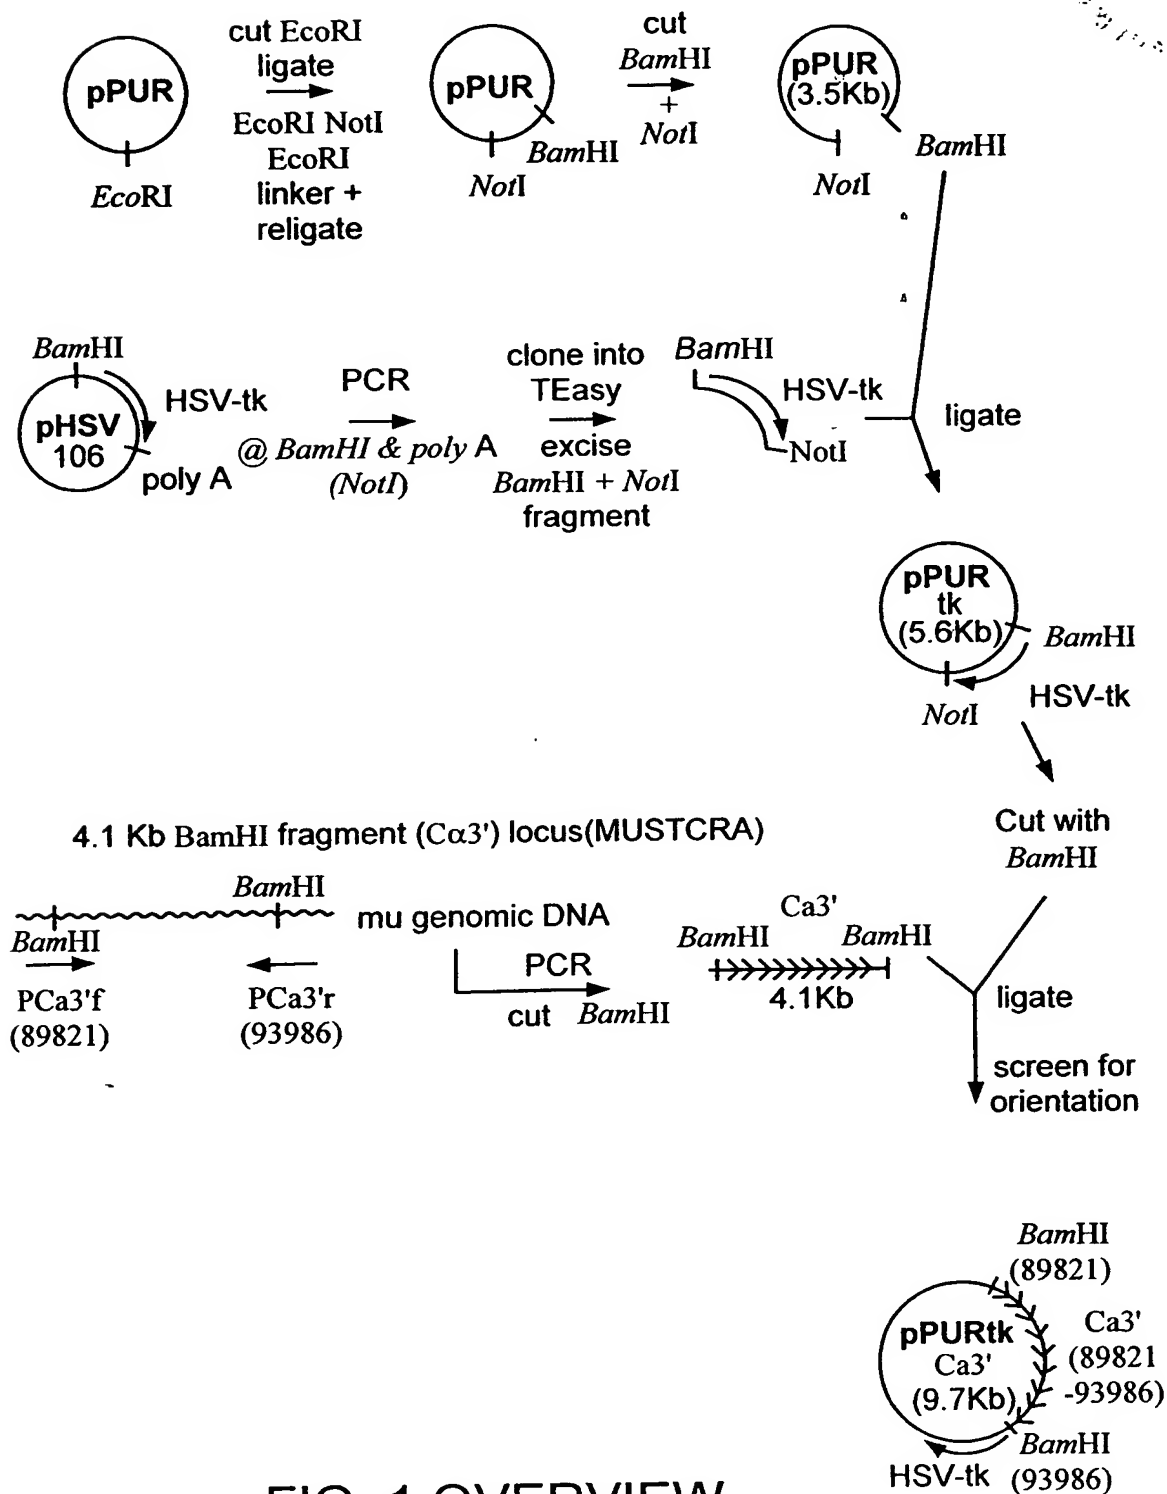 pPUR
EcoRI
cut EcoRI
ligate
EcoRI NotI
EcoRI
linker +
religate
pPUR
BamHI
NotI
cut
BamHI
+
NotI
pPUR
(3.5Kb)
BamHI
NotI
BamHI
pHSV
106
HSV-tk
poly A
PCR
@ BamHI & poly A
(NotI)
clone into
TEasy
excise
BamHI + NotI
fragment
BamHI
HSV-tk
NotI
ligate
pPUR
tk
(5.6Kb)
BamHI
HSV-tk
NotI
Cut with
BamHI
4.1 Kb BamHI fragment (Cα3') locus(MUSTCRA)
BamHI
BamHI
mu genomic DNA
PCa3'f
(89821)
PCa3'r
(93986)
PCR
cut BamHI
Ca3'
BamHI BamHI
4.1Kb
ligate
screen for
orientation
BamHI
(89821)
pPURtk
Ca3'
(9.7Kb)
Ca3'
(89821
-93986)
BamHI
(93986)
HSV-tk
FIG. 1 OVERVIEW